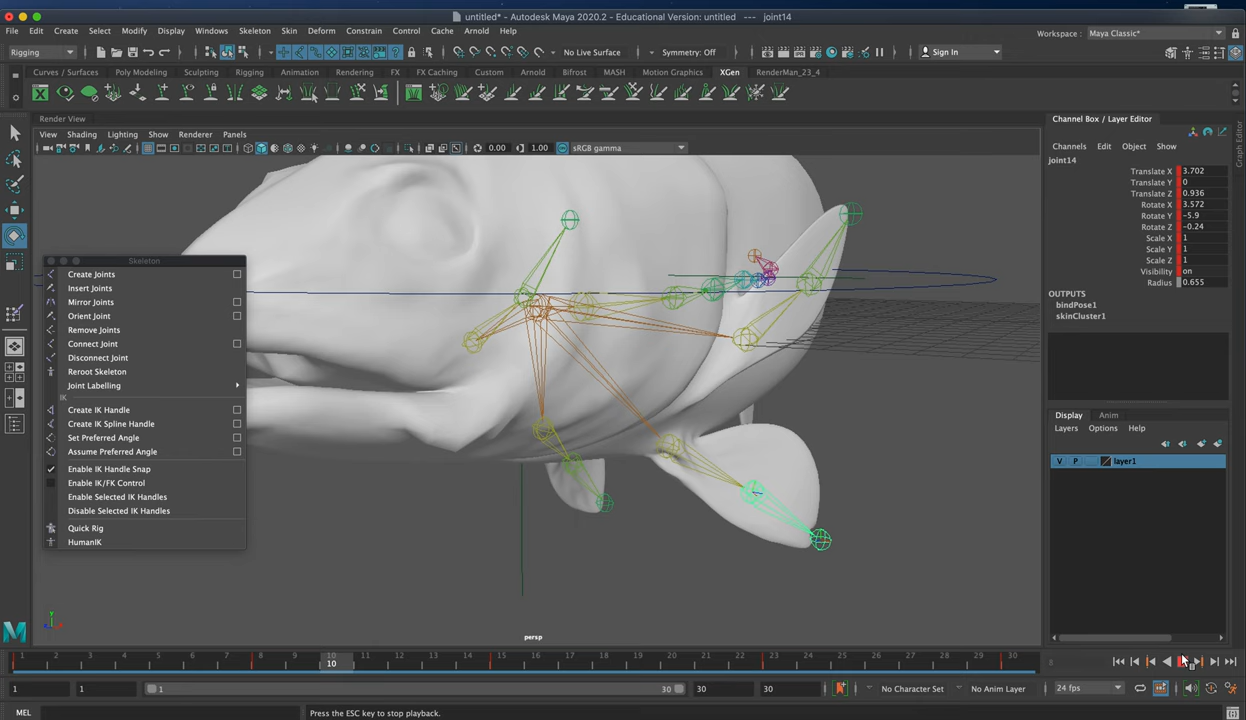 untitled* - Autodesk Maya 2020.2 - Educational Version: untitled --- joint14
File Edit Create Select Modify Display Windows Skeleton Skin Deform Constrain Control Cache Arnold Help
Workspace : Maya Classic*
Rigging
No Live Surface
Symmetry: Off
Sign In
Curves / Surfaces Poly Modeling Sculpting Rigging Animation Rendering FX FX Caching Custom Arnold Bifrost MASH Motion Graphics XGen RenderMan_23_4
Render View
View Shading Lighting Show Renderer Panels
0.00 1.00 sRGB gamma
Channel Box / Layer Editor
Graph Editor
Channels Edit Object Show
joint14
Translate X 3.702
Translate Y 0
Translate Z 0.936
Rotate X 3.572
Rotate Y -5.9
Rotate Z -0.24
Scale X 1
Scale Y 1
Scale Z 1
Visibility on
Radius 0.655
OUTPUTS
bindPose1
skinCluster1
Display Anim
Layers Options Help
V P layer1
Skeleton
Create Joints
Insert Joints
Mirror Joints
Orient Joint
Remove Joints
Connect Joint
Disconnect Joint
Reroot Skeleton
Joint Labelling
IK
Create IK Handle
Create IK Spline Handle
Set Preferred Angle
Assume Preferred Angle
Enable IK Handle Snap
Enable IK/FK Control
Enable Selected IK Handles
Disable Selected IK Handles
Quick Rig
HumanIK
Y
persp
1 2 3 4 5 6 7 8 9 10 11 12 13 14 15 16 17 18 19 20 21 22 23 24 25 26 27 28 29 30
10
1 1 1 30 30 30 No Character Set No Anim Layer 24 fps
MEL Press the ESC key to stop playback.